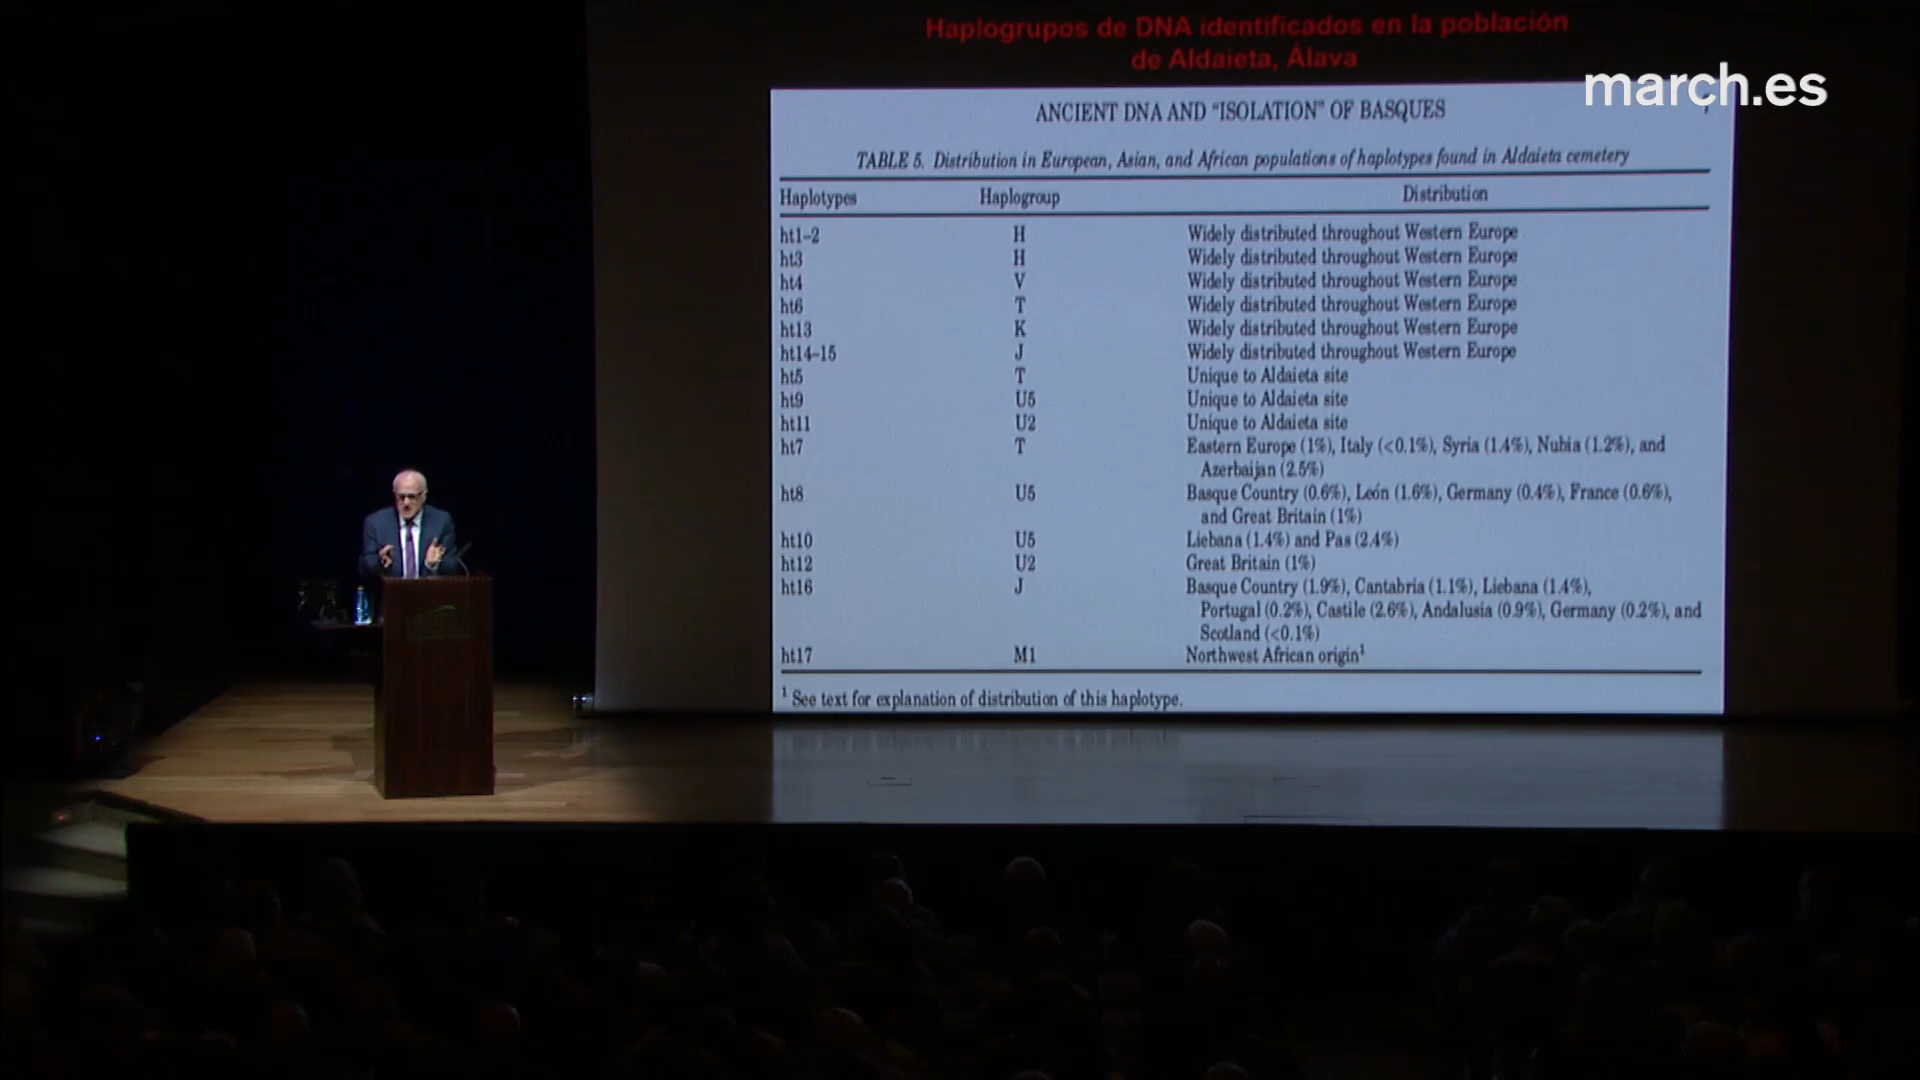 Haplogrupos de DNA identificados en la población
de Aldaieta, Álava
march.es
ANCIENT DNA AND “ISOLATION” OF BASQUES
TABLE 5. Distribution in European, Asian, and African populations of haplotypes found in Aldaieta cemetery
Haplotypes Haplogroup Distribution
ht1–2 H Widely distributed throughout Western Europe
ht3 H Widely distributed throughout Western Europe
ht4 V Widely distributed throughout Western Europe
ht6 T Widely distributed throughout Western Europe
ht13 K Widely distributed throughout Western Europe
ht14–15 J Widely distributed throughout Western Europe
ht5 T Unique to Aldaieta site
ht9 U5 Unique to Aldaieta site
ht11 U2 Unique to Aldaieta site
ht7 T Eastern Europe (1%), Italy (<0.1%), Syria (1.4%), Nubia (1.2%), and
Azerbaijan (2.5%)
ht8 U5 Basque Country (0.6%), León (1.6%), Germany (0.4%), France (0.6%),
and Great Britain (1%)
ht10 U5 Liebana (1.4%) and Pas (2.4%)
ht12 U2 Great Britain (1%)
ht16 J Basque Country (1.9%), Cantabria (1.1%), Liebana (1.4%),
Portugal (0.2%), Castile (2.6%), Andalusia (0.9%), Germany (0.2%), and
Scotland (<0.1%)
ht17 M1 Northwest African origin¹
¹ See text for explanation of distribution of this haplotype.